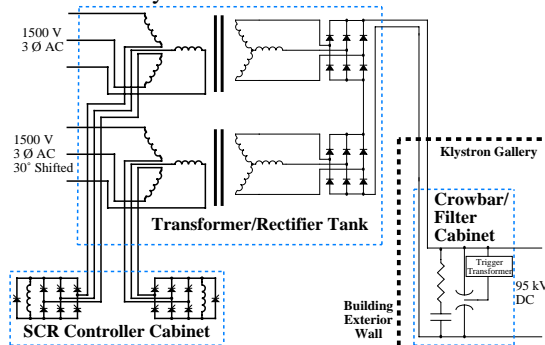 1500 V
3 Ø AC
1500 V
3 Ø AC
30° Shifted
Transformer/Rectifier Tank
SCR Controller Cabinet
Klystron Gallery
Crowbar/
Filter
Cabinet
Trigger
Transformer
95 kV
DC
Building
Exterior
Wall